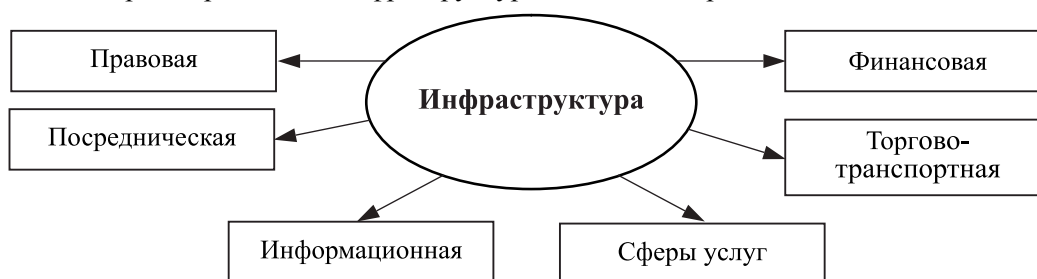 Правовая
Финансовая
Инфраструктура
Посредническая
Торгово-
транспортная
Информационная
Сферы услуг